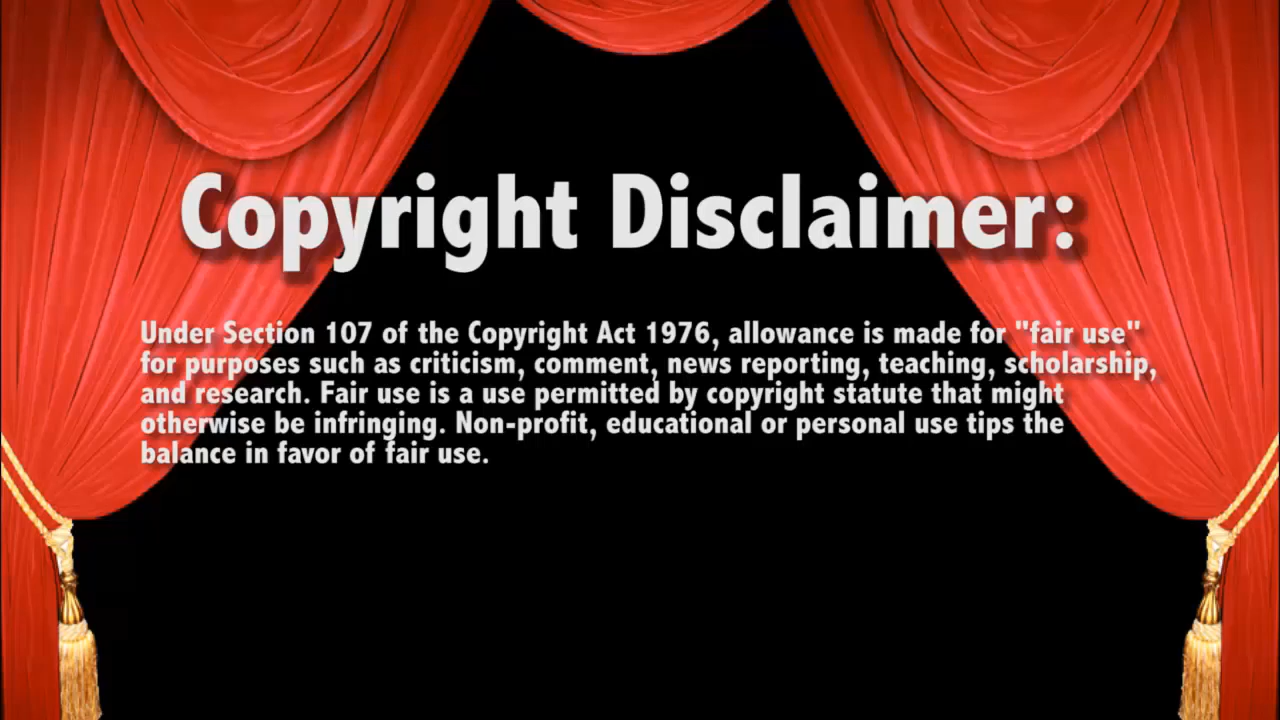 Copyright Disclaimer:
Under Section 107 of the Copyright Act 1976, allowance is made for "fair use"
for purposes such as criticism, comment, news reporting, teaching, scholarship,
and research. Fair use is a use permitted by copyright statute that might
otherwise be infringing. Non-profit, educational or personal use tips the
balance in favor of fair use.